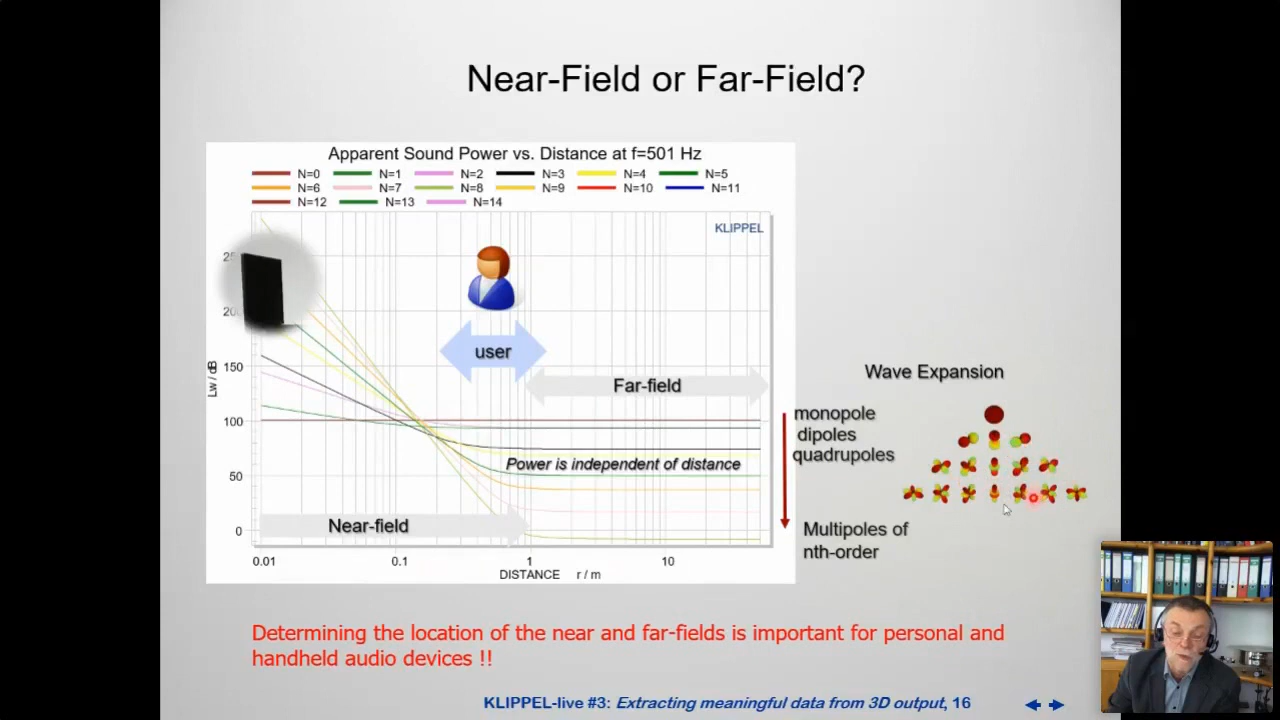 Near-Field or Far-Field?
Apparent Sound Power vs. Distance at f=501 Hz
N=0 N=1 N=2 N=3 N=4 N=5
N=6 N=7 N=8 N=9 N=10 N=11
N=12 N=13 N=14
KLIPPEL
user
Far-field
Wave Expansion
monopole
dipoles
quadrupoles
Power is independent of distance
Near-field
Multipoles of
nth-order
Lw / dB
150
100
50
0
0.01 0.1 1 10
DISTANCE r / m
Determining the location of the near and far-fields is important for personal and
handheld audio devices !!
KLIPPEL-live #3: Extracting meaningful data from 3D output, 16